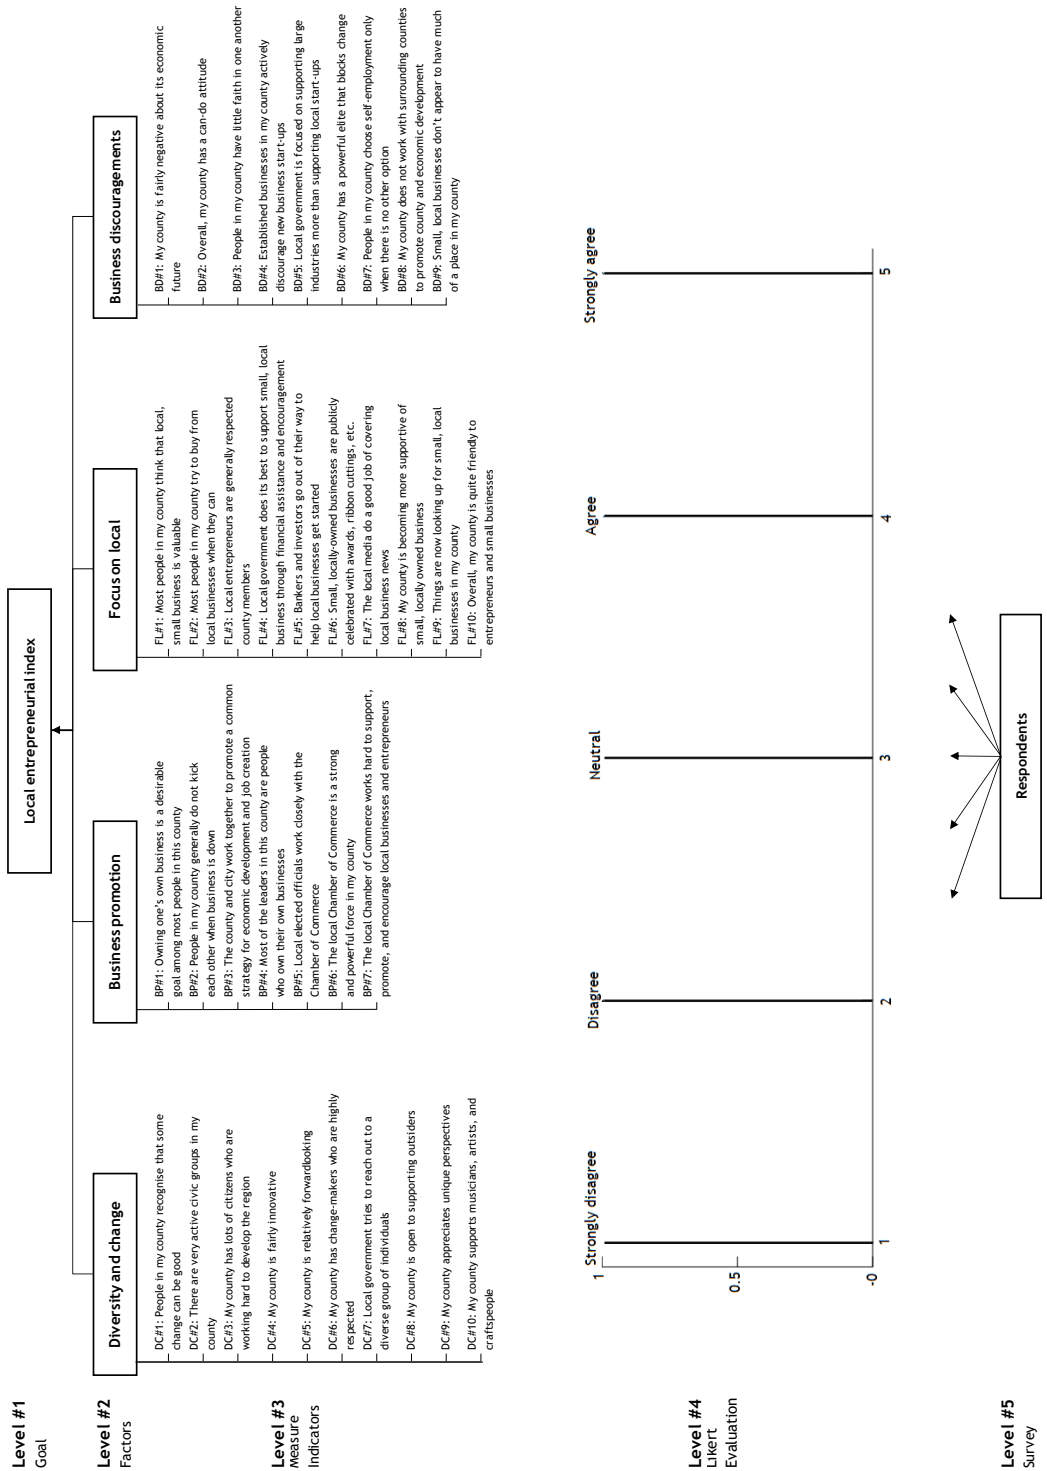 Level #1
Goal
Local entrepreneurial index
Level #2
Factors
Diversity and change
Business promotion
Focus on local
Business discouragements
Level #3
Measure
Indicators
DC#1: People in my county recognise that some
change can be good
DC#2: There are very active civic groups in my
county
DC#3: My county has lots of citizens who are
working hard to develop the region
DC#4: My county is fairly innovative
DC#5: My county is relatively forwardlooking
DC#6: My county has change-makers who are highly
respected
DC#7: Local government tries to reach out to a
diverse group of individuals
DC#8: My county is open to supporting outsiders
DC#9: My county appreciates unique perspectives
DC#10: My county supports musicians, artists, and
craftspeople
BP#1: Owning one's own business is a desirable
goal among most people in this county
BP#2: People in my county generally do not kick
each other when business is down
BP#3: The county and city work together to promote a common
strategy for economic development and job creation
BP#4: Most of the leaders in this county are people
who own their own businesses
BP#5: Local elected officials work closely with the
Chamber of Commerce
BP#6: The local Chamber of Commerce is a strong
and powerful force in my county
BP#7: The local Chamber of Commerce works hard to support,
promote, and encourage local businesses and entrepreneurs
FL#1: Most people in my county think that local,
small business is valuable
FL#2: Most people in my county try to buy from
local businesses when they can
FL#3: Local entrepreneurs are generally respected
county members
FL#4: Local government does its best to support small, local
business through financial assistance and encouragement
FL#5: Bankers and investors go out of their way to
help local businesses get started
FL#6: Small, locally-owned businesses are publicly
celebrated with awards, ribbon cuttings, etc.
FL#7: The local media do a good job of covering
local business news
FL#8: My county is becoming more supportive of
small, locally owned business
FL#9: Things are now looking up for small, local
businesses in my county
FL#10: Overall, my county is quite friendly to
entrepreneurs and small businesses
BD#1: My county is fairly negative about its economic
future
BD#2: Overall, my county has a can-do attitude
BD#3: People in my county have little faith in one another
BD#4: Established businesses in my county actively
discourage new business start-ups
BD#5: Local government is focused on supporting large
industries more than supporting local start-ups
BD#6: My county has a powerful elite that blocks change
BD#7: People in my county choose self-employment only
when there is no other option
BD#8: My county does not work with surrounding counties
to promote county and economic development
BD#9: Small, local businesses don't appear to have much
of a place in my county
Level #4
Likert
Evaluation
Strongly disagree
Disagree
Neutral
Agree
Strongly agree
1
0.5
-0
1
2
3
4
5
Level #5
Survey
Respondents